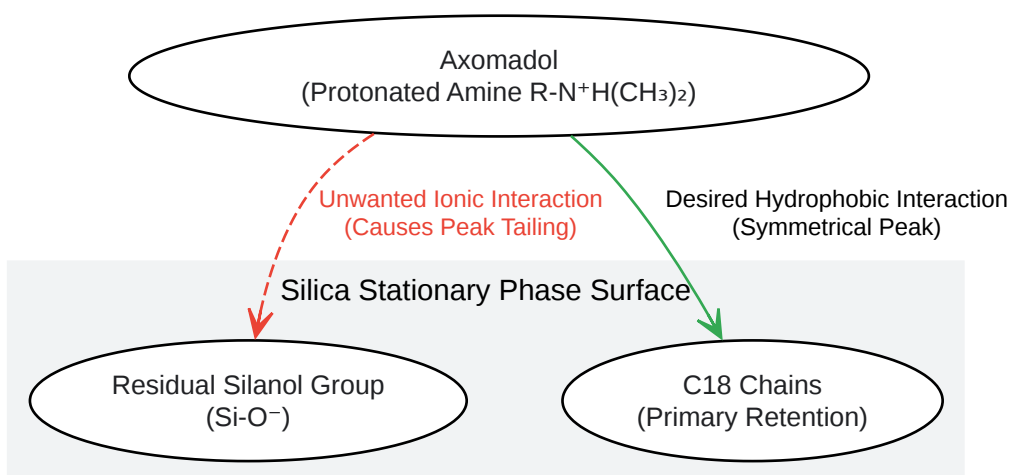 Axomadol
(Protonated Amine R-N⁺H(CH₃)₂)
Unwanted Ionic Interaction
(Causes Peak Tailing)
Desired Hydrophobic Interaction
(Symmetrical Peak)
Silica Stationary Phase Surface
Residual Silanol Group
(Si-O⁻)
C18 Chains
(Primary Retention)